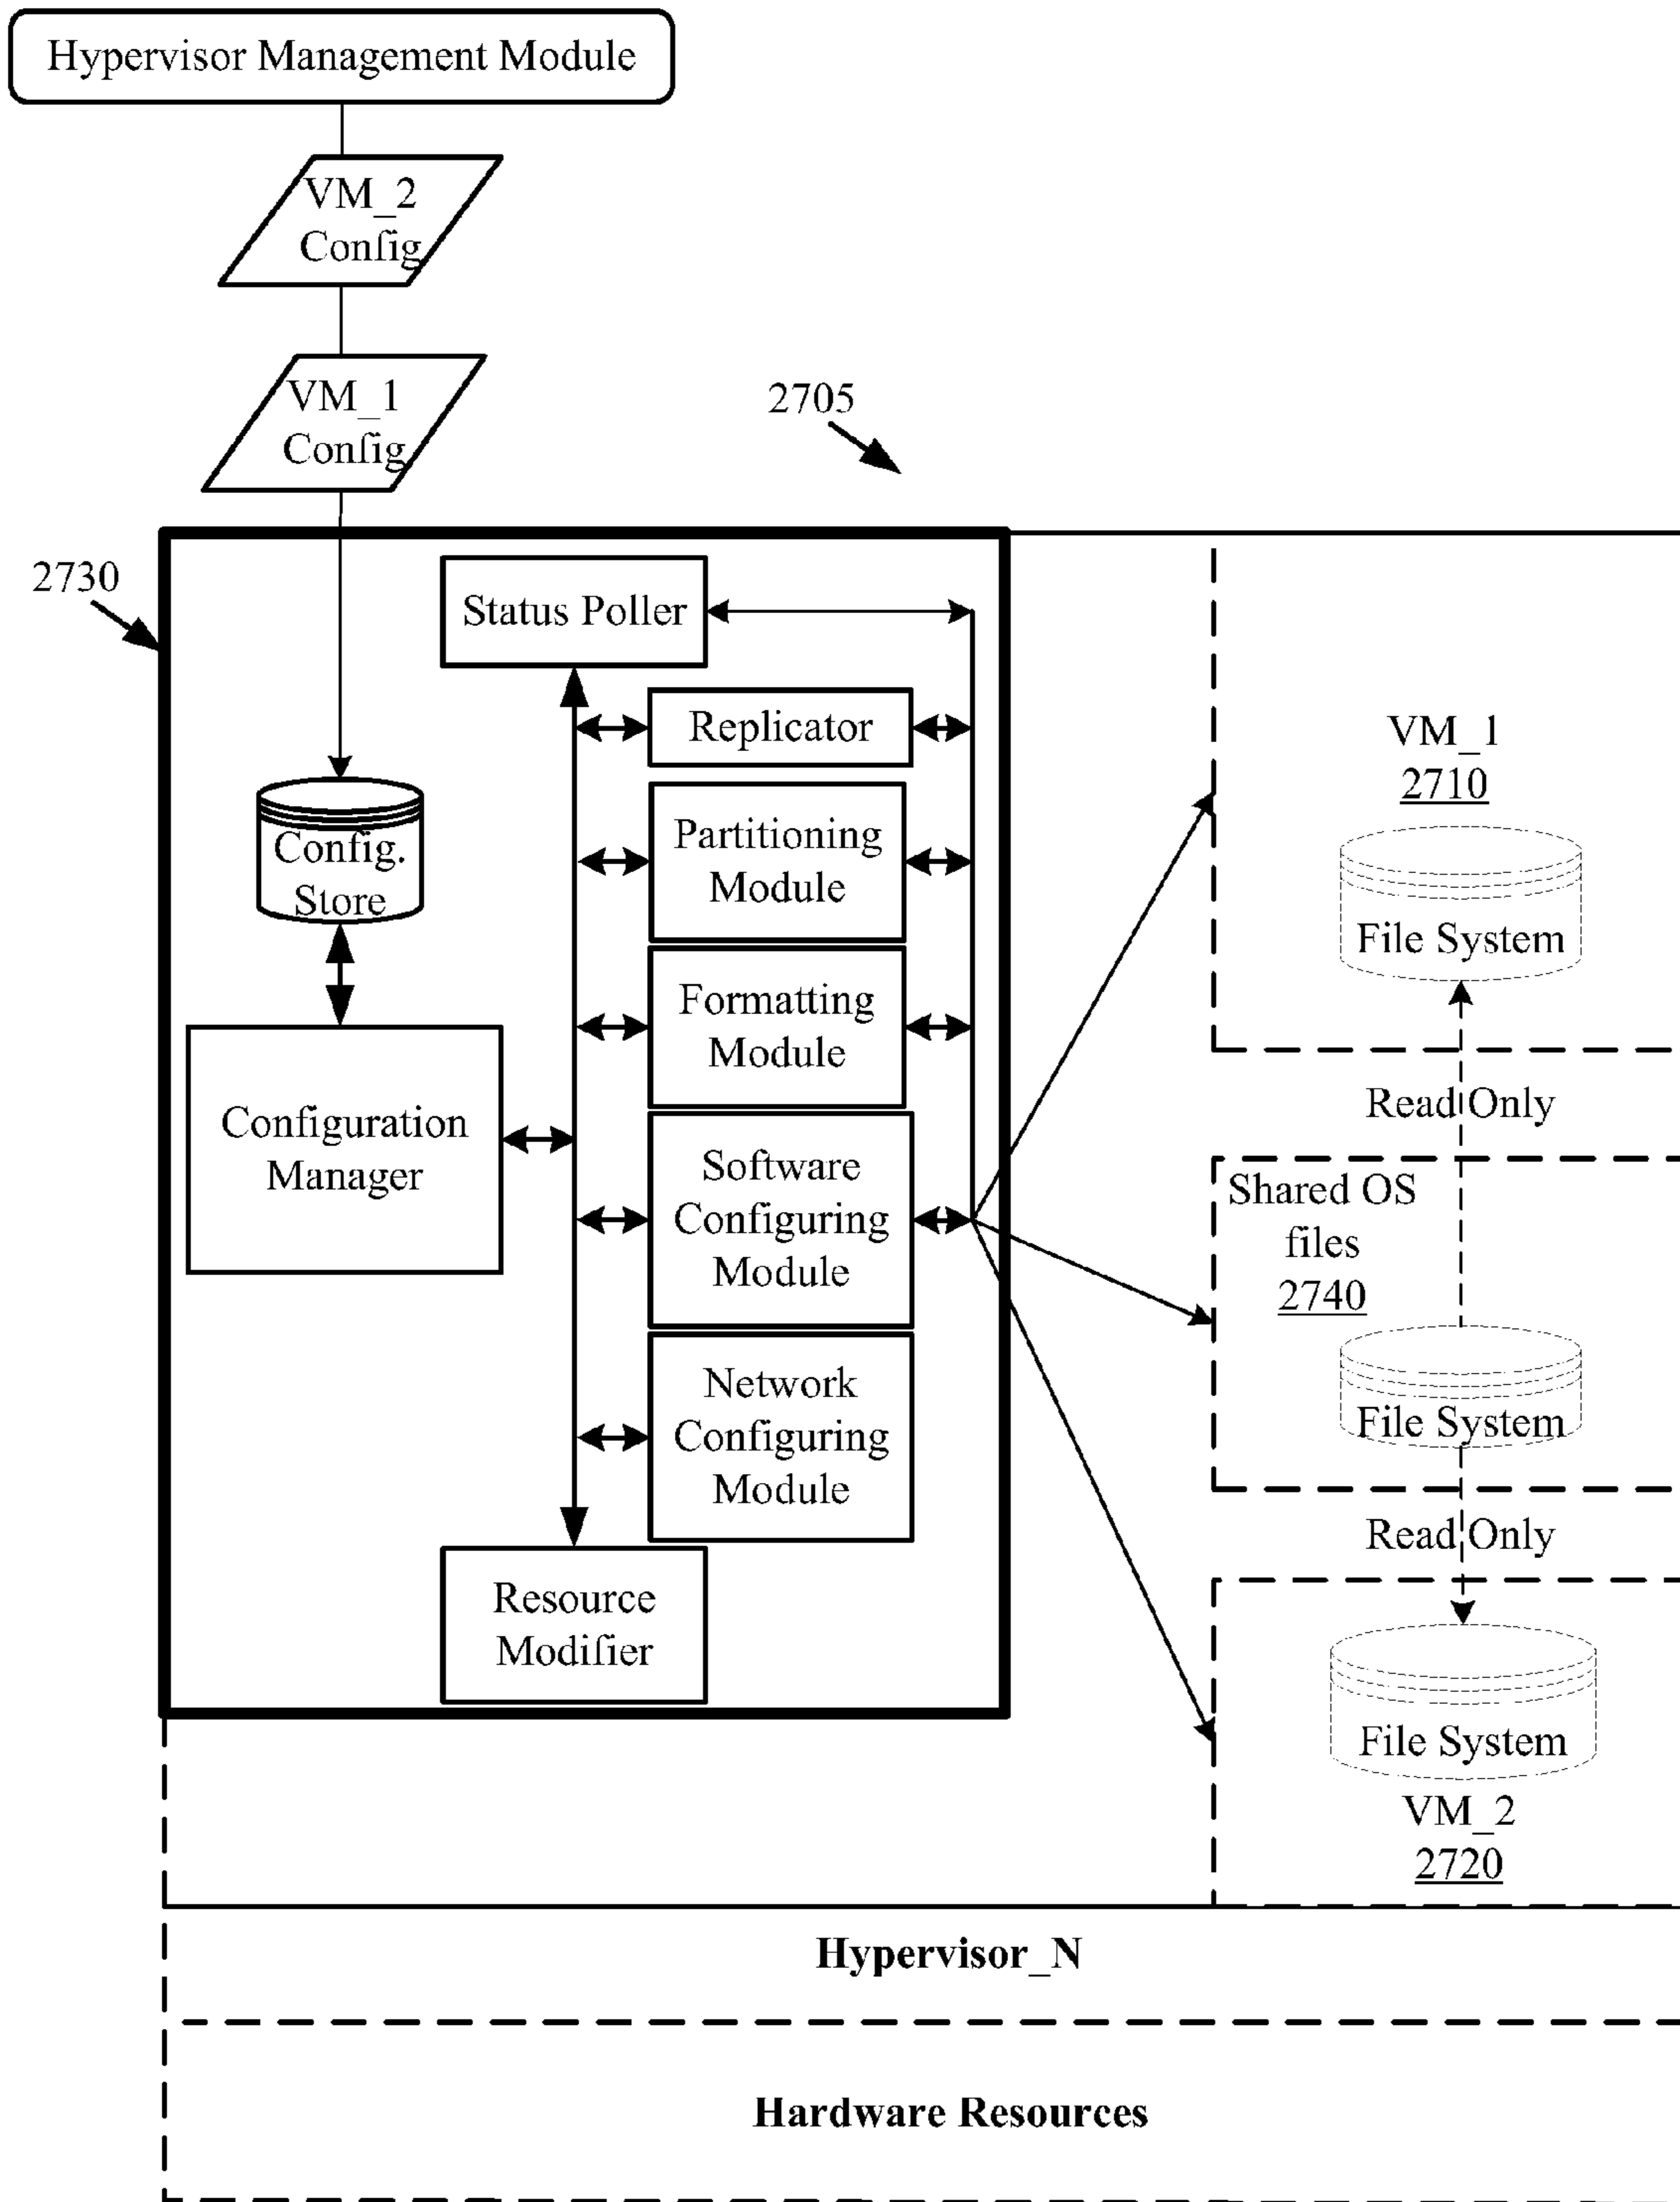 Hypervisor Management Module
VM_2
Config
VM_1
Config
2705
2730
Status Poller
Replicator
Partitioning
Module
Formatting
Module
Software
Configuring
Module
Network
Configuring
Module
Resource
Modifier
Config.
Store
Configuration
Manager
VM_1
2710
File System
Read Only
Shared OS
files
2740
File System
Read Only
File System
VM_2
2720
Hypervisor_N
Hardware Resources